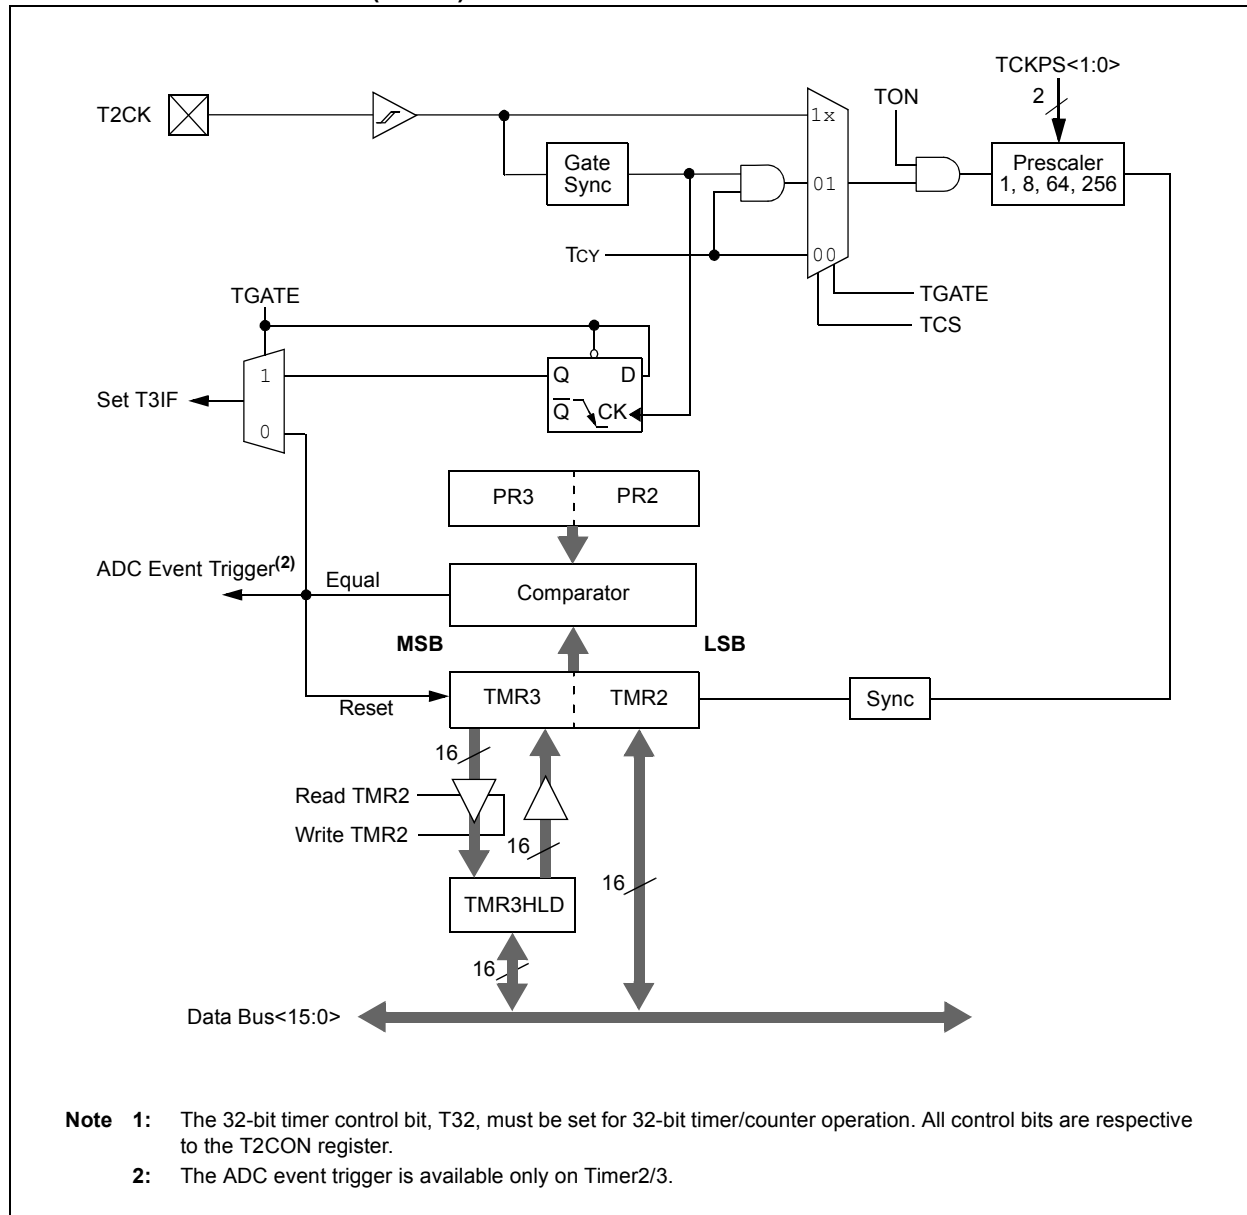 TCKPS<1:0>
2
T2CK
TON
1x
Gate
Sync
01
Prescaler
1, 8, 64, 256
TCY
00
TGATE
TCS
TGATE
1
Q
D
Set T3IF
Q
CK
0
PR3
PR2
ADC Event Trigger(2)
Equal
Comparator
MSB
LSB
TMR3
TMR2
Sync
Reset
16
Read TMR2
Write TMR2
16
16
TMR3HLD
16
Data Bus<15:0>
Note 1: The 32-bit timer control bit, T32, must be set for 32-bit timer/counter operation. All control bits are respective
to the T2CON register.
2: The ADC event trigger is available only on Timer2/3.